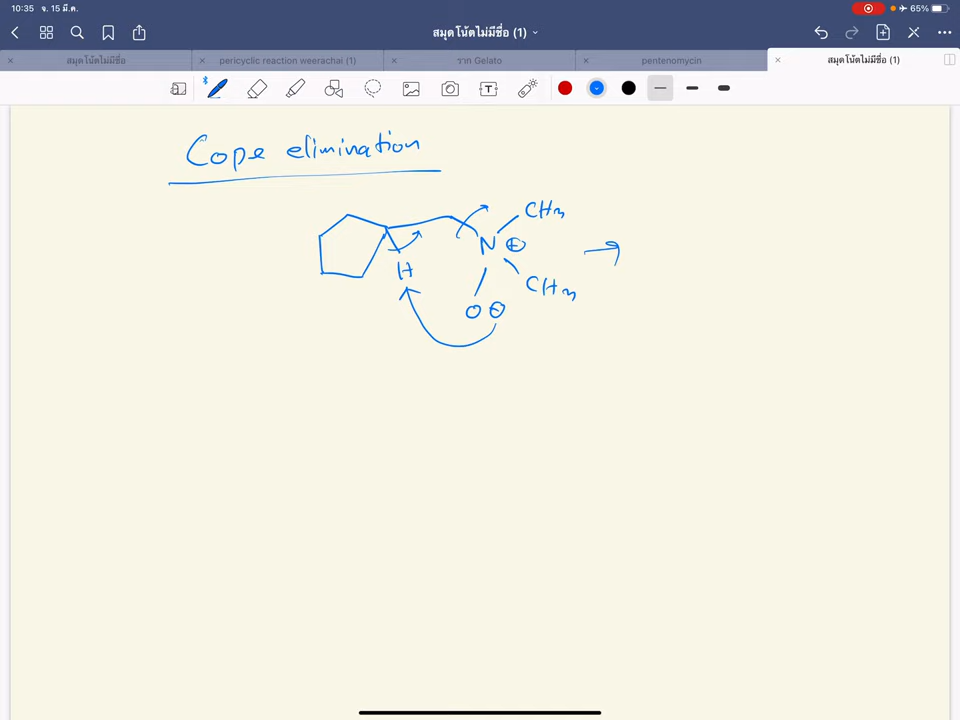 10:35 จ. 15 มี.ค. 65%
สมุดโน้ตไม่มีชื่อ (1)
สมุดโน้ตไม่มีชื่อ pericyclic reaction weerachai (1) ราก Gelato pentenomycin สมุดโน้ตไม่มีชื่อ (1)
Cope elimination
CH3
N ⊕ →
H
CH3
O ⊖